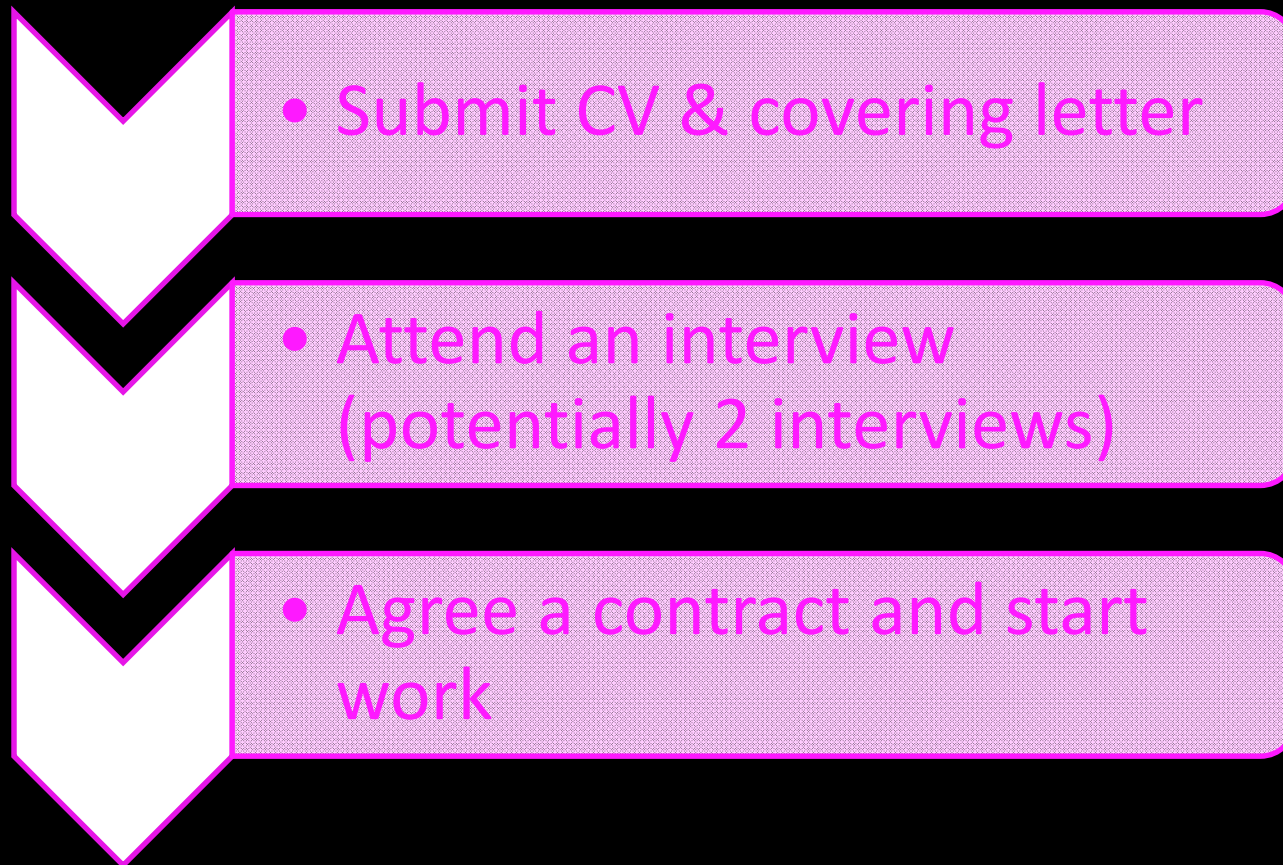 • Submit CV & covering letter
• Attend an interview
(potentially 2 interviews)
• Agree a contract and start
work